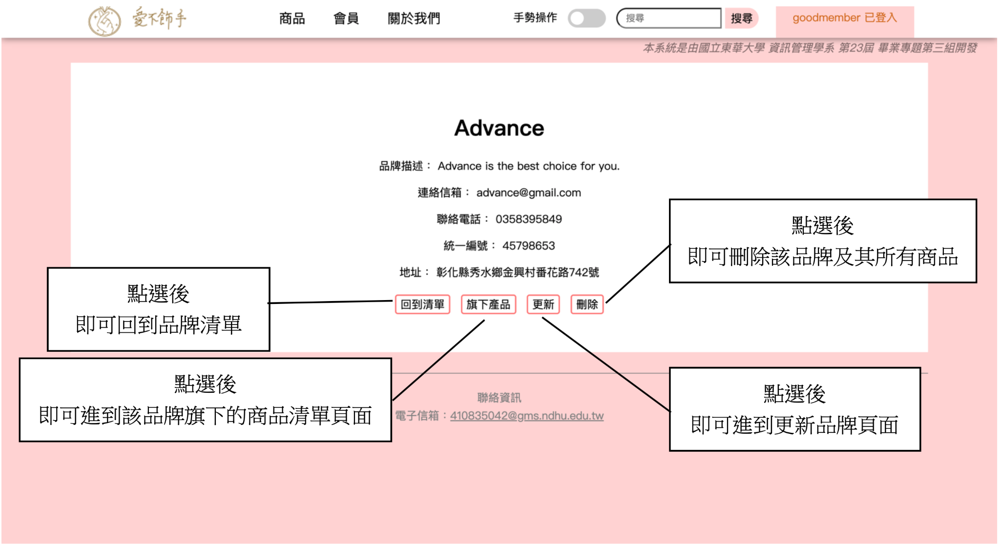 愛不飾手
商品 會員 關於我們 手勢操作 搜尋 搜尋 goodmember 已登入
本系統是由國立東華大學 資訊管理學系 第23屆 畢業專題第三組開發
Advance
品牌描述： Advance is the best choice for you.
連絡信箱： advance@gmail.com
聯絡電話： 0358395849
統一編號： 45798653
地址： 彰化縣秀水鄉金興村番花路742號
回到清單 旗下產品 更新 刪除
點選後
即可刪除該品牌及其所有商品
點選後
即可回到品牌清單
點選後
即可進到該品牌旗下的商品清單頁面
點選後
即可進到更新品牌頁面
聯絡資訊
電子信箱：410835042@gms.ndhu.edu.tw